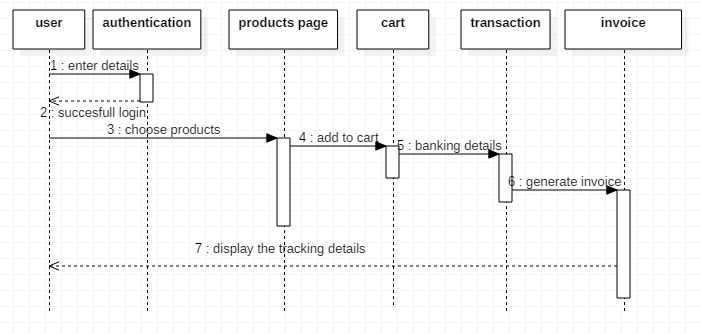 user
authentication
products page
cart
transaction
invoice
1 : enter details
2 : succesfull login
3 : choose products
4 : add to cart
5 : banking details
6 : generate invoice
7 : display the tracking details